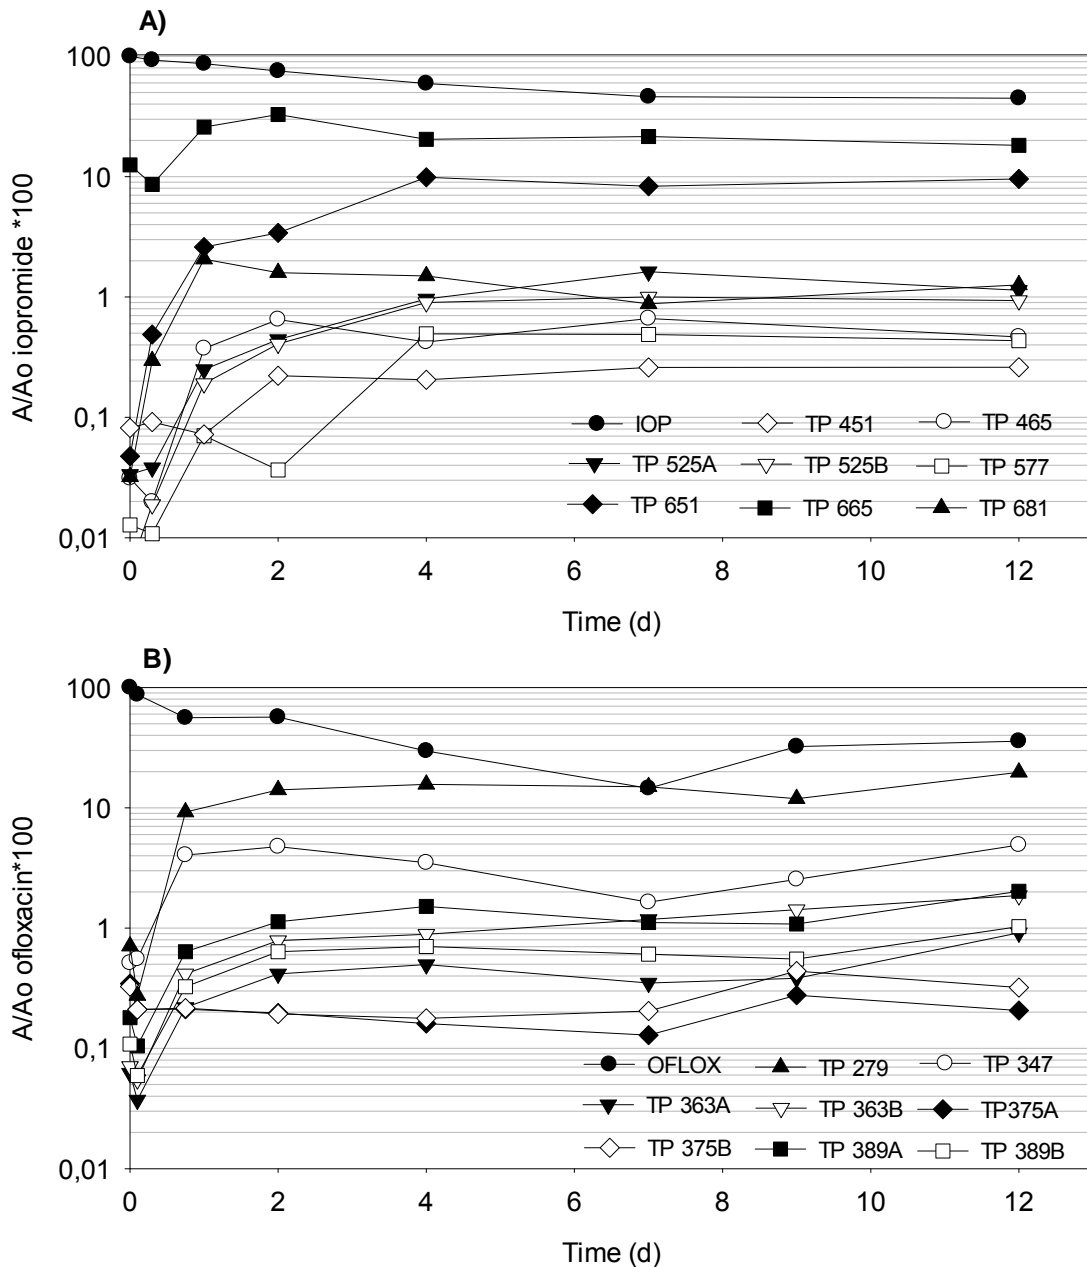 A)
100
10
1
0,1
0,01
A/Ao iopromide *100
IOP TP 451 TP 465
TP 525A TP 525B TP 577
TP 651 TP 665 TP 681
0 2 4 6 8 10 12
Time (d)
B)
100
10
1
0,1
0,01
A/Ao ofloxacin*100
OFLOX TP 279 TP 347
TP 363A TP 363B TP375A
TP 375B TP 389A TP 389B
0 2 4 6 8 10 12
Time (d)